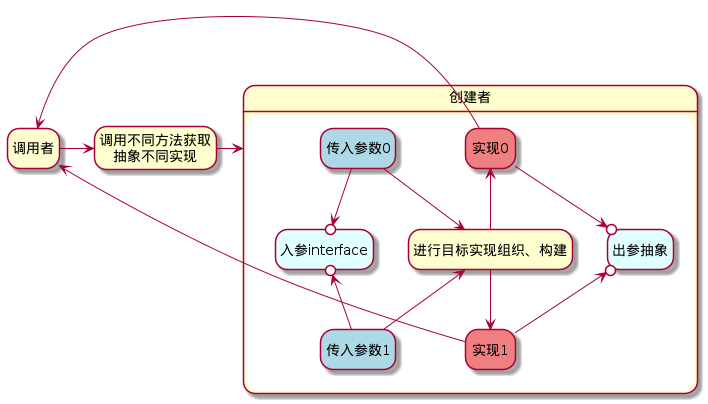 创建者
调用者
调用不同方法获取
抽象不同实现
传入参数0
实现0
入参interface
进行目标实现组织、构建
出参抽象
传入参数1
实现1